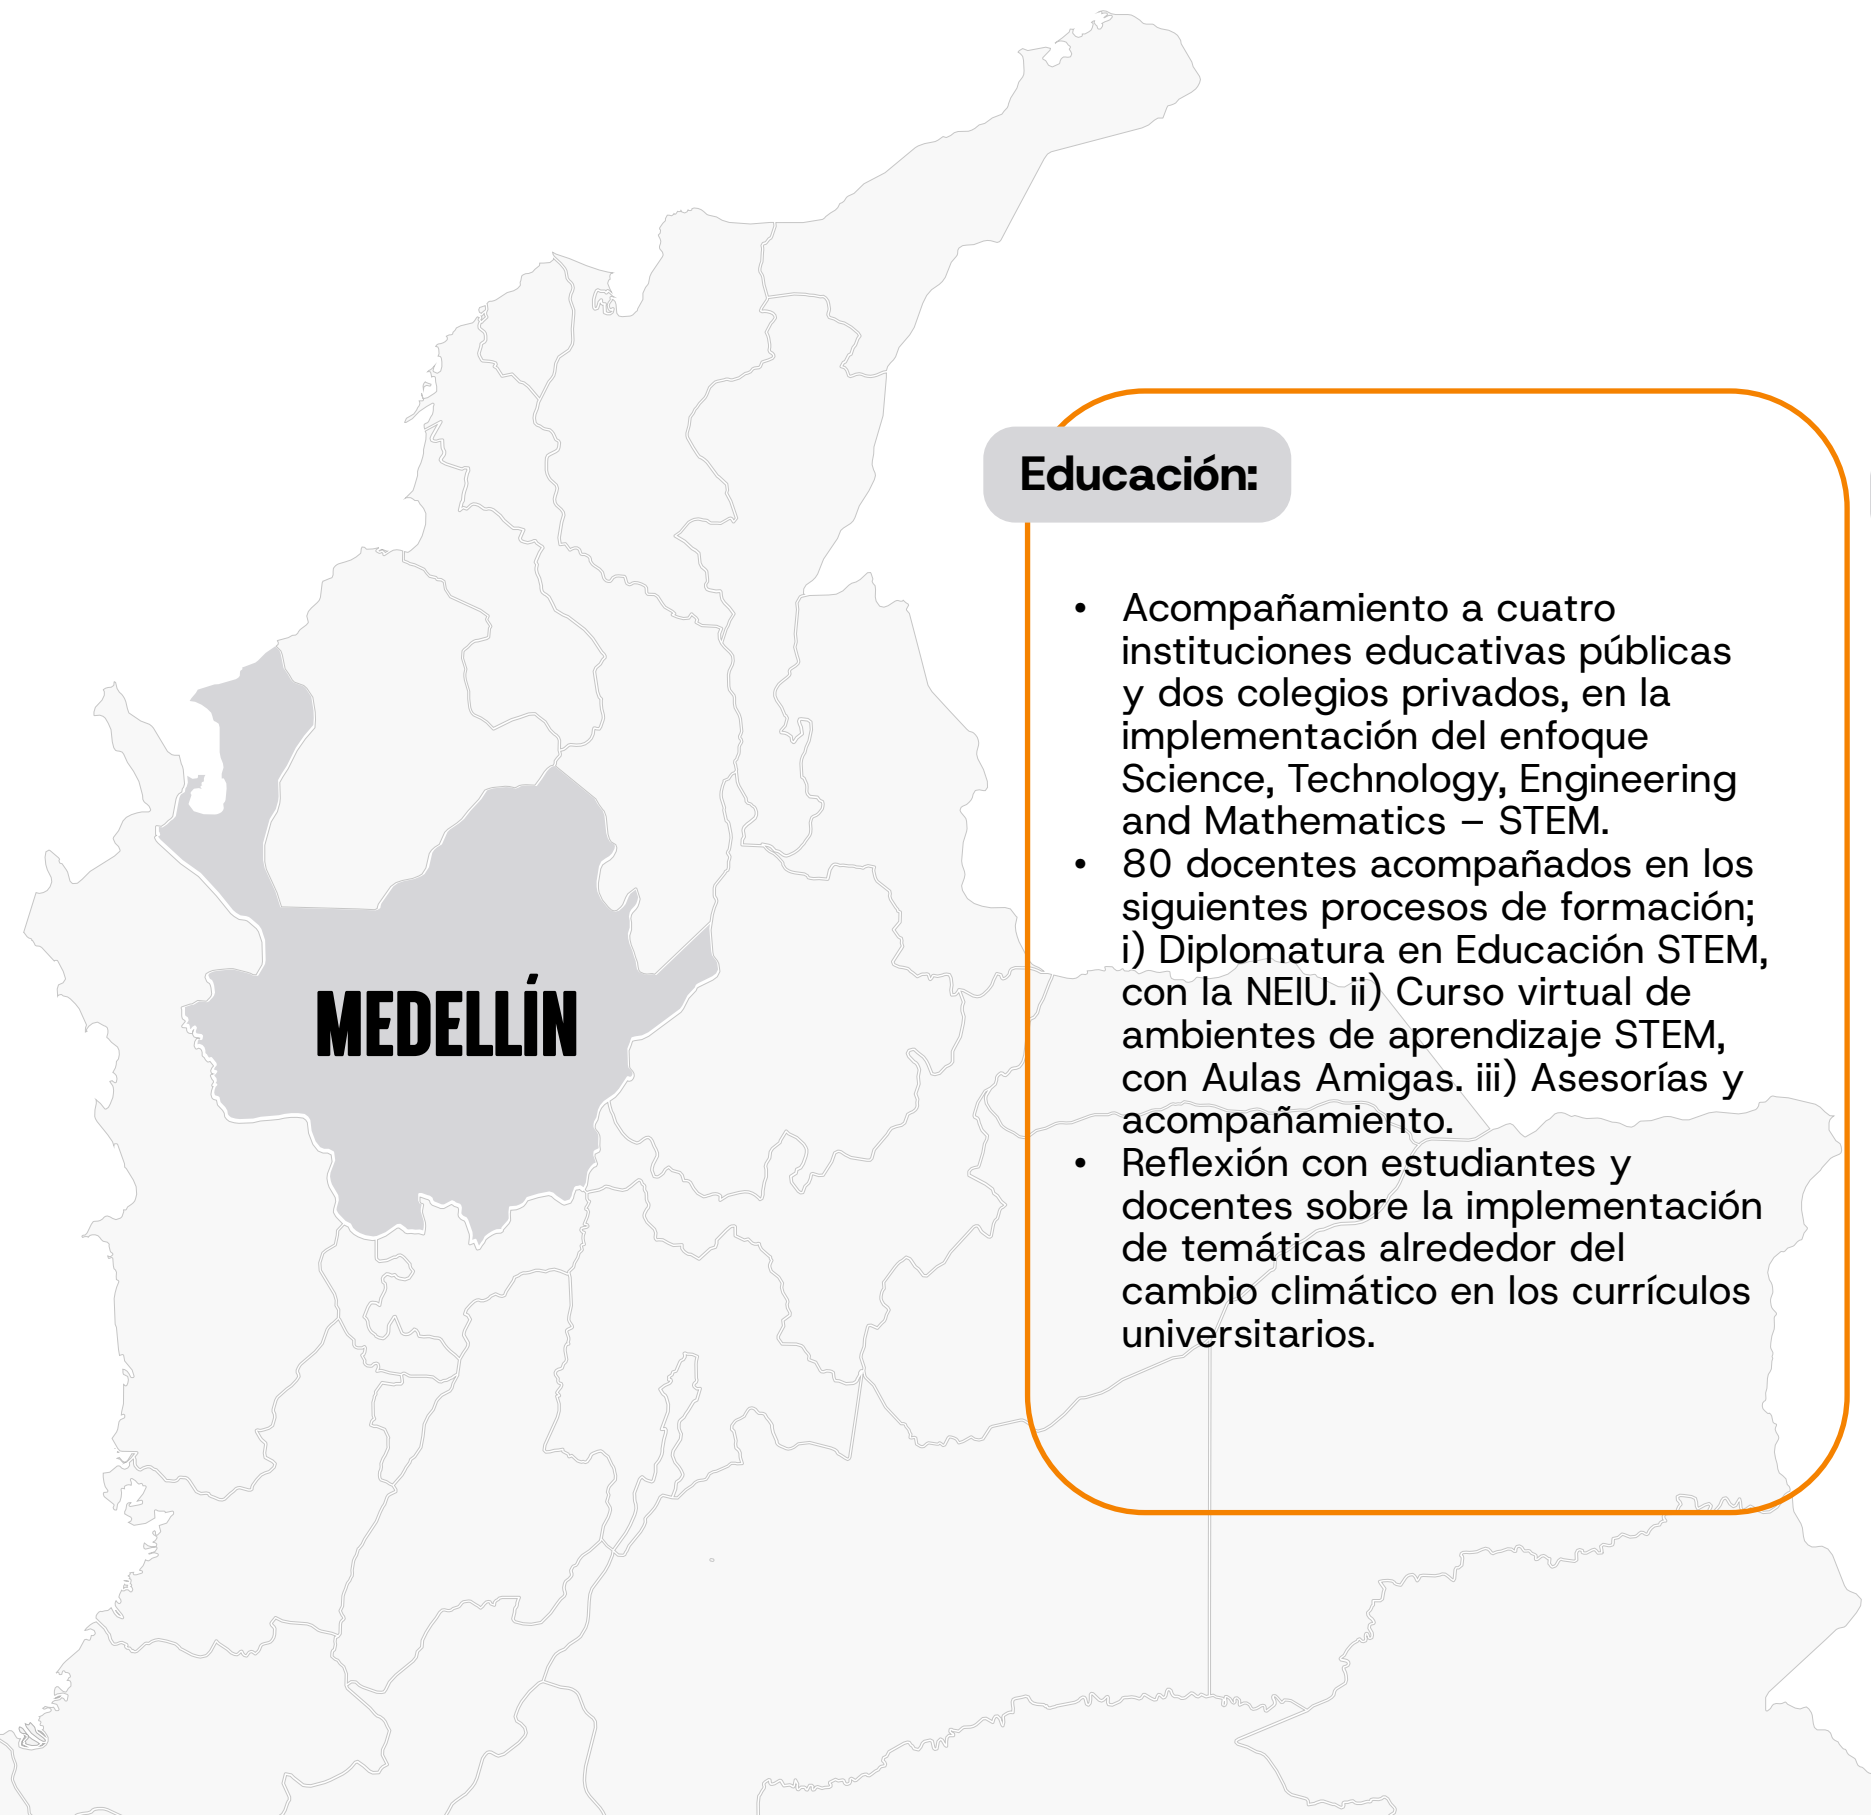 Educación:
• Acompañamiento a cuatro
instituciones educativas públicas
y dos colegios privados, en la
implementación del enfoque
Science, Technology, Engineering
and Mathematics – STEM.
• 80 docentes acompañados en los
siguientes procesos de formación;
i) Diplomatura en Educación STEM,
con la NEIU. ii) Curso virtual de
ambientes de aprendizaje STEM,
con Aulas Amigas. iii) Asesorías y
acompañamiento.
• Reflexión con estudiantes y
docentes sobre la implementación
de temáticas alrededor del
cambio climático en los currículos
universitarios.
MEDELLÍN